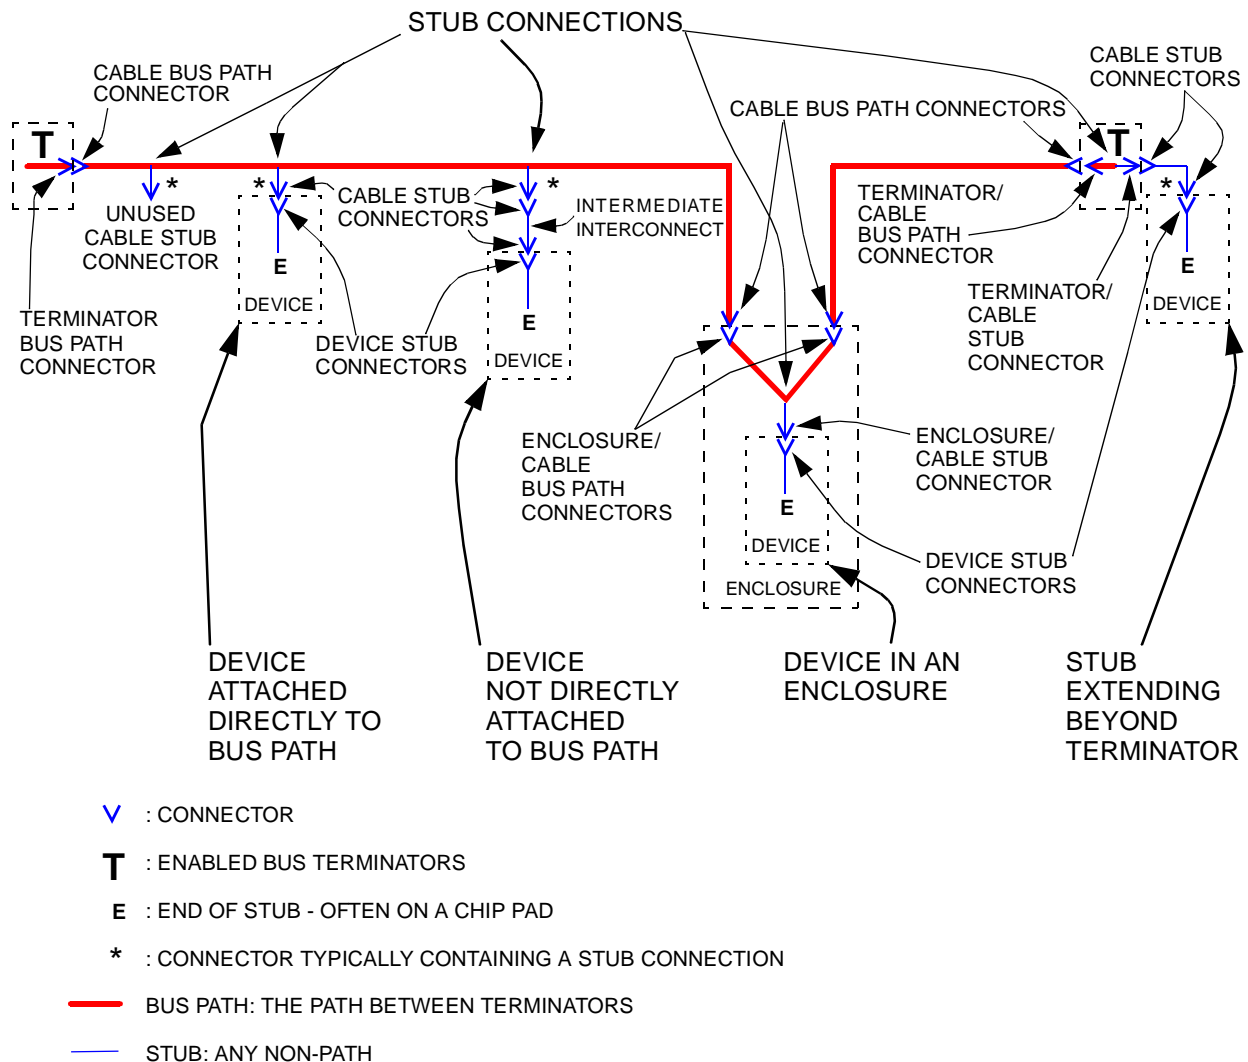 STUB CONNECTIONS
CABLE BUS PATH
CONNECTOR
CABLE STUB
CONNECTORS
CABLE BUS PATH CONNECTORS
T
T
*
*
*
*
UNUSED
CABLE STUB
CONNECTOR
CABLE STUB
CONNECTORS
INTERMEDIATE
INTERCONNECT
TERMINATOR/
CABLE
BUS PATH
CONNECTOR
E
DEVICE
E
DEVICE
E
DEVICE
TERMINATOR
BUS PATH
CONNECTOR
DEVICE STUB
CONNECTORS
TERMINATOR/
CABLE
STUB
CONNECTOR
ENCLOSURE/
CABLE
BUS PATH
CONNECTORS
ENCLOSURE/
CABLE STUB
CONNECTOR
E
DEVICE
ENCLOSURE
DEVICE STUB
CONNECTORS
DEVICE
ATTACHED
DIRECTLY TO
BUS PATH
DEVICE
NOT DIRECTLY
ATTACHED
TO BUS PATH
DEVICE IN AN
ENCLOSURE
STUB
EXTENDING
BEYOND
TERMINATOR
: CONNECTOR
T : ENABLED BUS TERMINATORS
E : END OF STUB - OFTEN ON A CHIP PAD
* : CONNECTOR TYPICALLY CONTAINING A STUB CONNECTION
BUS PATH: THE PATH BETWEEN TERMINATORS
STUB: ANY NON-PATH